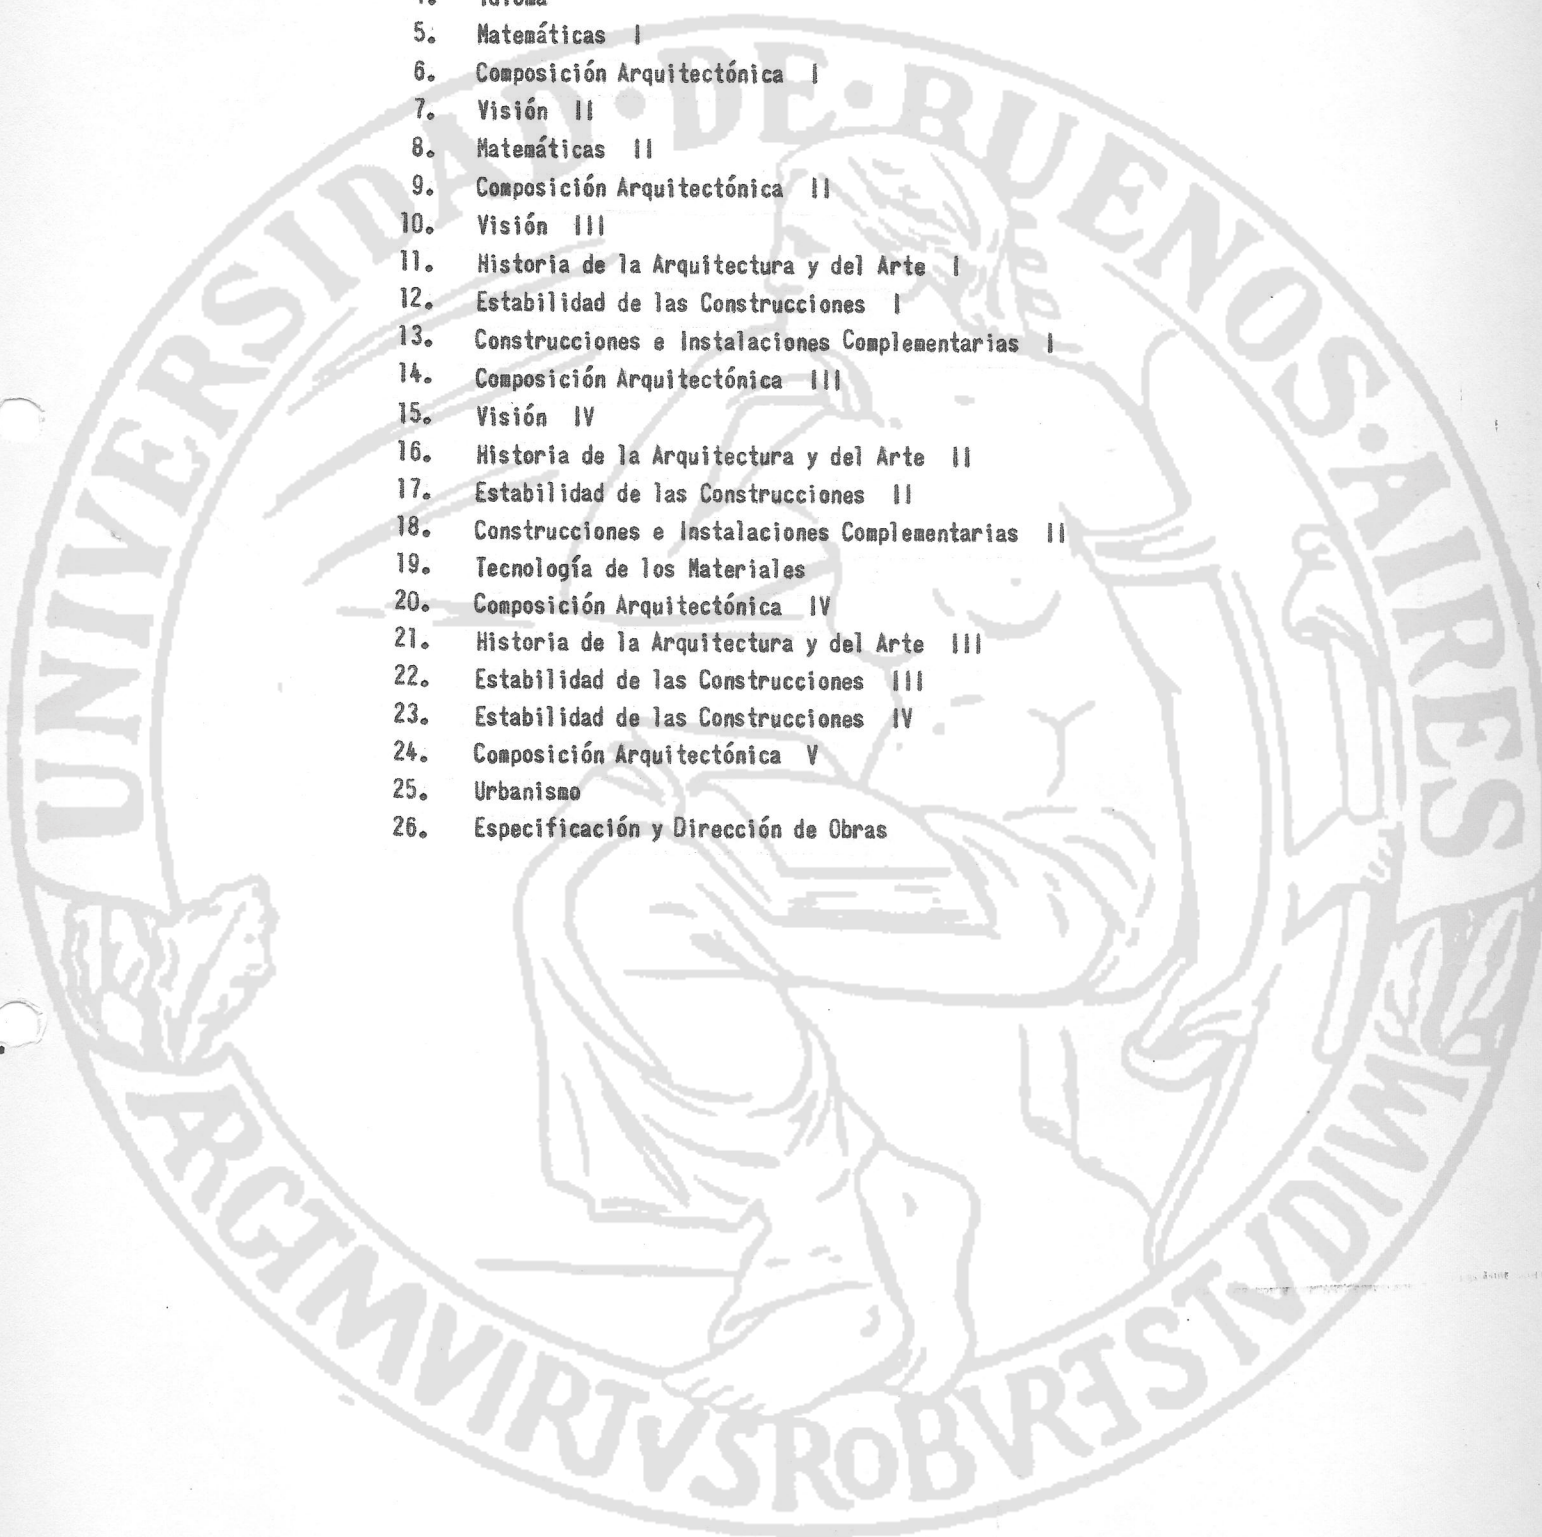 4. Idioma
5. Matemáticas I
6. Composición Arquitectónica I
7. Visión II
8. Matemáticas II
9. Composición Arquitectónica II
10. Visión III
11. Historia de la Arquitectura y del Arte I
12. Estabilidad de las Construcciones I
13. Construcciones e Instalaciones Complementarias I
14. Composición Arquitectónica III
15. Visión IV
16. Historia de la Arquitectura y del Arte II
17. Estabilidad de las Construcciones II
18. Construcciones e Instalaciones Complementarias II
19. Tecnología de los Materiales
20. Composición Arquitectónica IV
21. Historia de la Arquitectura y del Arte III
22. Estabilidad de las Construcciones III
23. Estabilidad de las Construcciones IV
24. Composición Arquitectónica V
25. Urbanismo
26. Especificación y Dirección de Obras
UNIVERSIDAD·DE·BUENOS·AIRES
ARGTMVIRTVSROBVRETSTVDIVM